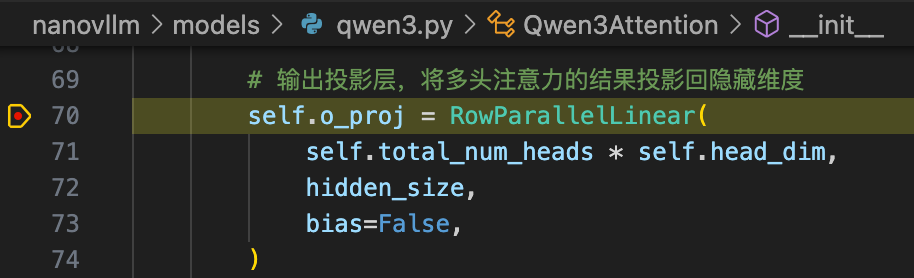 nanovllm > models > qwen3.py > Qwen3Attention > __init__
69 # 输出投影层，将多头注意力的结果投影回隐藏维度
70 self.o_proj = RowParallelLinear(
71 self.total_num_heads * self.head_dim,
72 hidden_size,
73 bias=False,
74 )